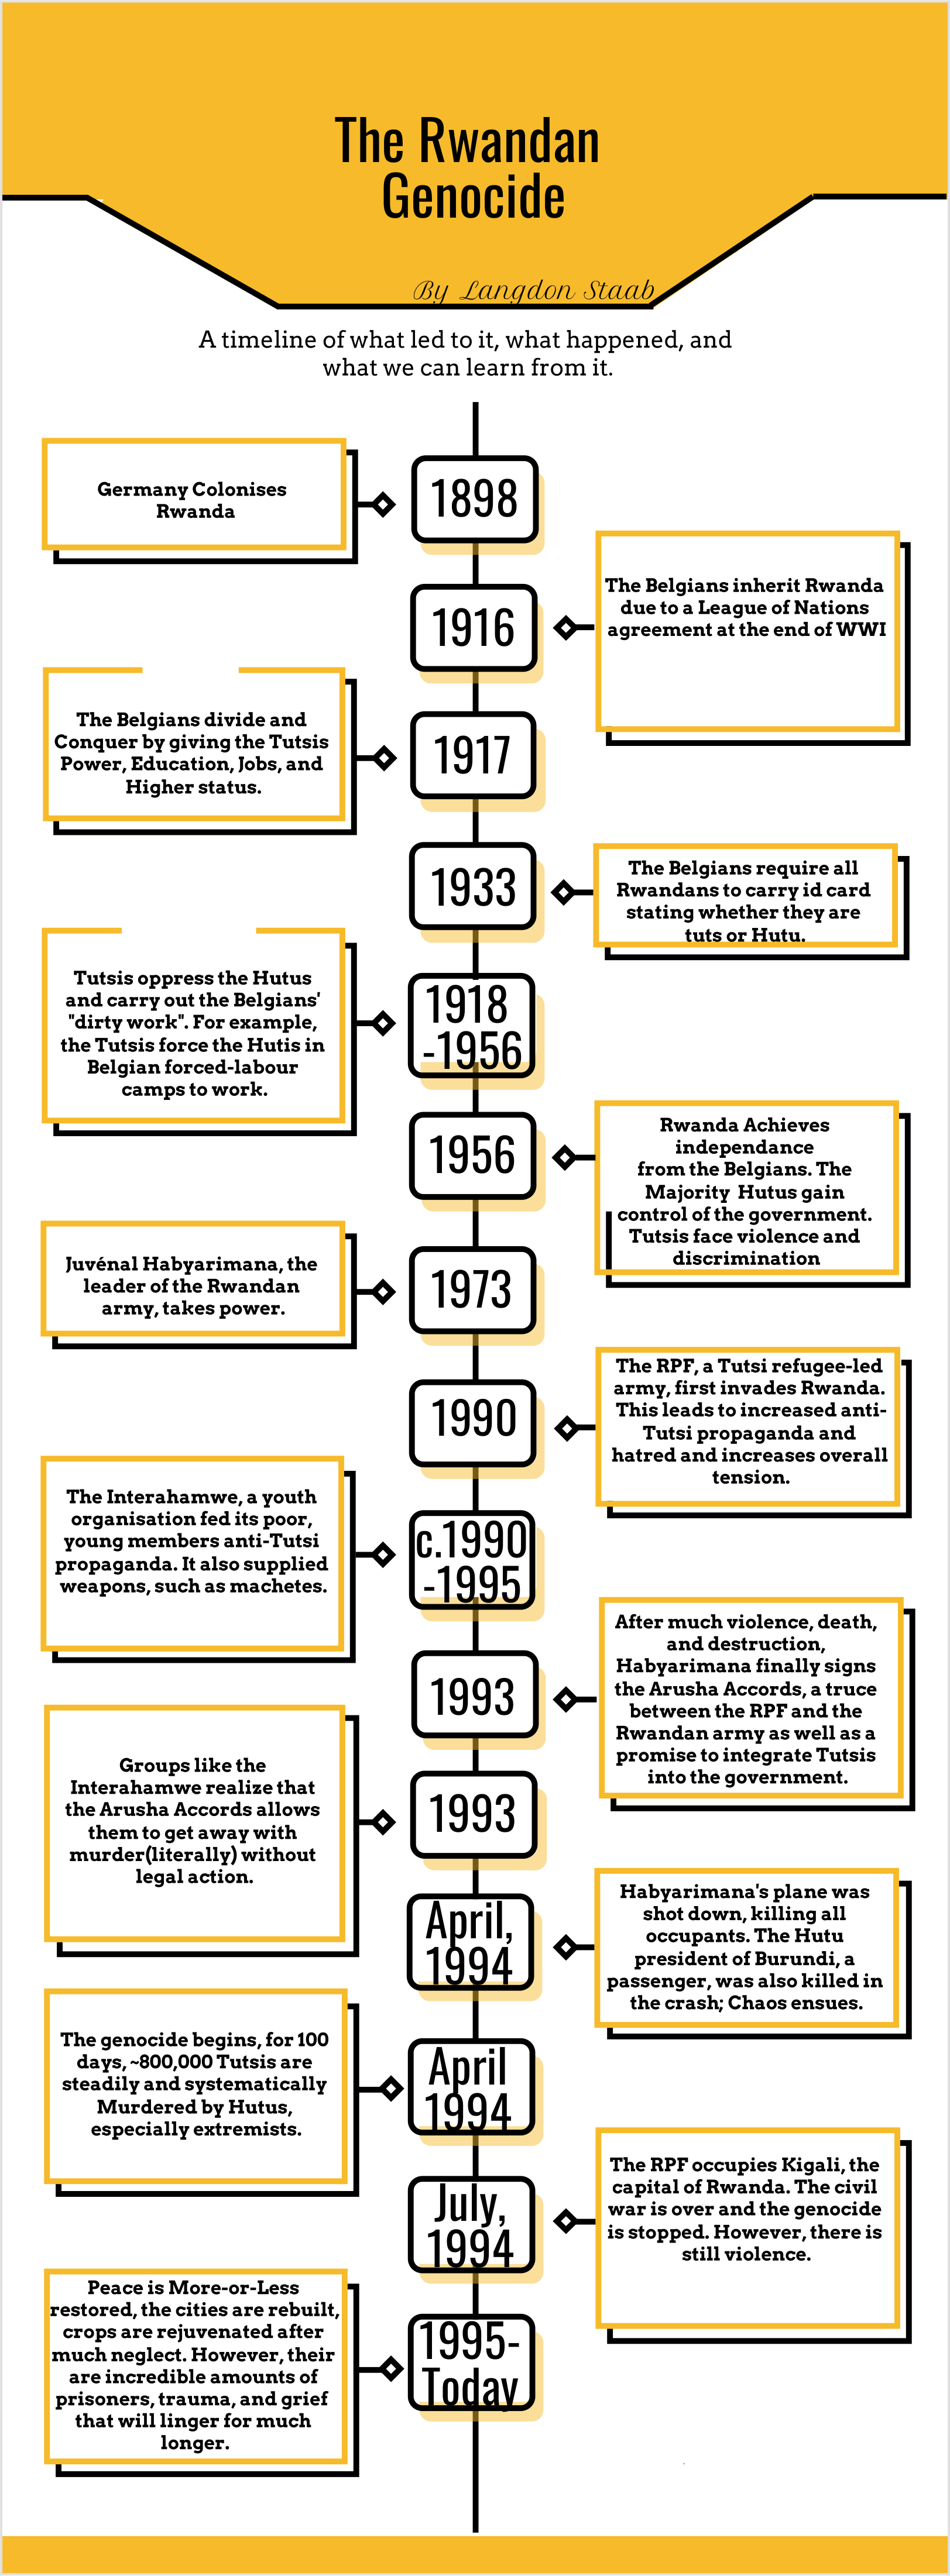 The Rwandan
Genocide
By Langdon Staab
A timeline of what led to it, what happened, and
what we can learn from it.
1898
Germany Colonises
Rwanda
1916
The Belgians inherit Rwanda
due to a League of Nations
agreement at the end of WWI
1917
The Belgians divide and
Conquer by giving the Tutsis
Power, Education, Jobs, and
Higher status.
1933
The Belgians require all
Rwandans to carry id card
stating whether they are
tuts or Hutu.
1918
-1956
Tutsis oppress the Hutus
and carry out the Belgians'
"dirty work". For example,
the Tutsis force the Hutis in
Belgian forced-labour
camps to work.
1956
Rwanda Achieves
independance
from the Belgians. The
Majority Hutus gain
control of the government.
Tutsis face violence and
discrimination
1973
Juvénal Habyarimana, the
leader of the Rwandan
army, takes power.
1990
The RPF, a Tutsi refugee-led
army, first invades Rwanda.
This leads to increased anti-
Tutsi propaganda and
hatred and increases overall
tension.
c.1990
-1995
The Interahamwe, a youth
organisation fed its poor,
young members anti-Tutsi
propaganda. It also supplied
weapons, such as machetes.
1993
After much violence, death,
and destruction,
Habyarimana finally signs
the Arusha Accords, a truce
between the RPF and the
Rwandan army as well as a
promise to integrate Tutsis
into the government.
1993
Groups like the
Interahamwe realize that
the Arusha Accords allows
them to get away with
murder(literally) without
legal action.
April,
1994
Habyarimana's plane was
shot down, killing all
occupants. The Hutu
president of Burundi, a
passenger, was also killed in
the crash; Chaos ensues.
April
1994
The genocide begins, for 100
days, ~800,000 Tutsis are
steadily and systematically
Murdered by Hutus,
especially extremists.
July,
1994
The RPF occupies Kigali, the
capital of Rwanda. The civil
war is over and the genocide
is stopped. However, there is
still violence.
1995-
Today
Peace is More-or-Less
restored, the cities are rebuilt,
crops are rejuvenated after
much neglect. However, their
are incredible amounts of
prisoners, trauma, and grief
that will linger for much
longer.